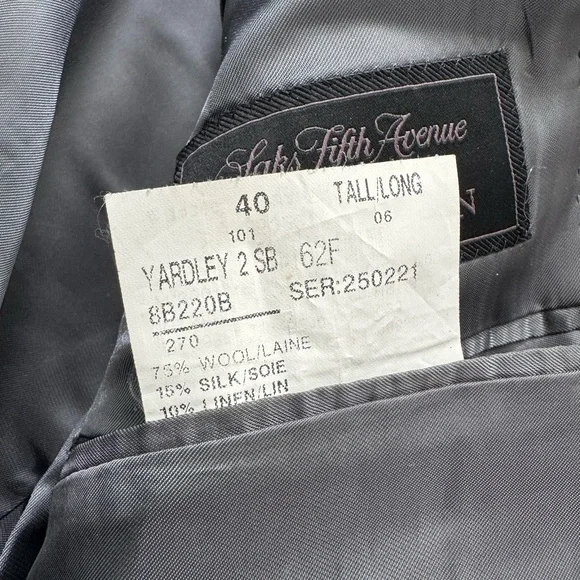 Saks Fifth Avenue
N
40 TALL/LONG
101 06
YARDLEY 2 SB 62F
8B220B SER:250221
270
75% WOOL/LAINE
15% SILK/SOIE
10% LINEN/LIN